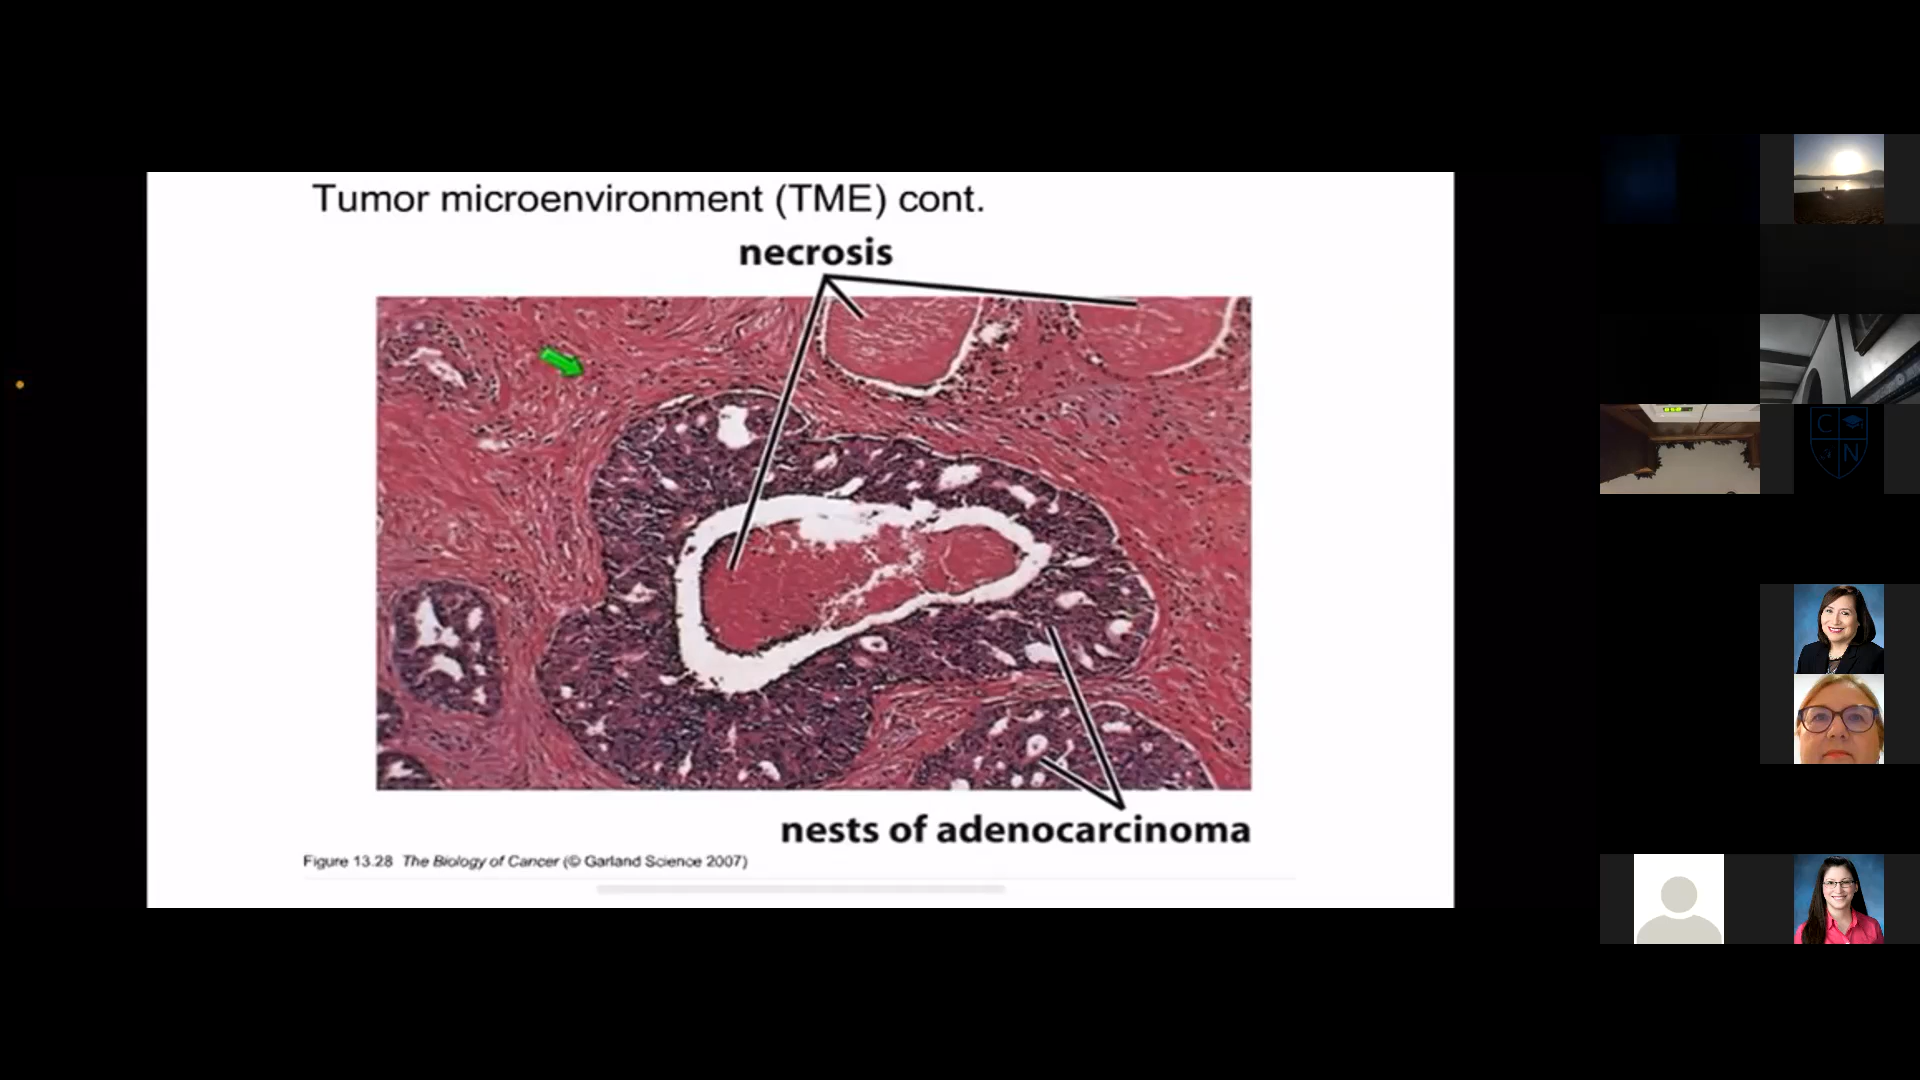 Tumor microenvironment (TME) cont.
necrosis
nests of adenocarcinoma
Figure 13.28 The Biology of Cancer (© Garland Science 2007)
C
N